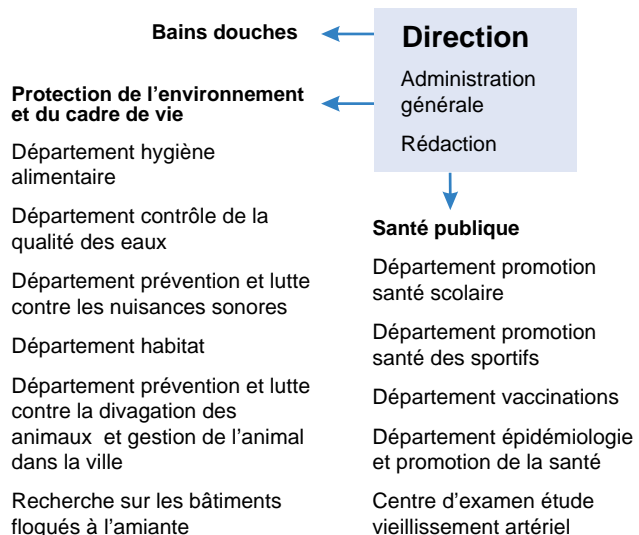 Bains douches
Direction
Administration
générale
Rédaction
Protection de l'environnement
et du cadre de vie
Département hygiène
alimentaire
Département contrôle de la
qualité des eaux
Département prévention et lutte
contre les nuisances sonores
Département habitat
Département prévention et lutte
contre la divagation des
animaux et gestion de l'animal
dans la ville
Recherche sur les bâtiments
floqués à l'amiante
Santé publique
Département promotion
santé scolaire
Département promotion
santé des sportifs
Département vaccinations
Département épidémiologie
et promotion de la santé
Centre d'examen étude
vieillissement artériel